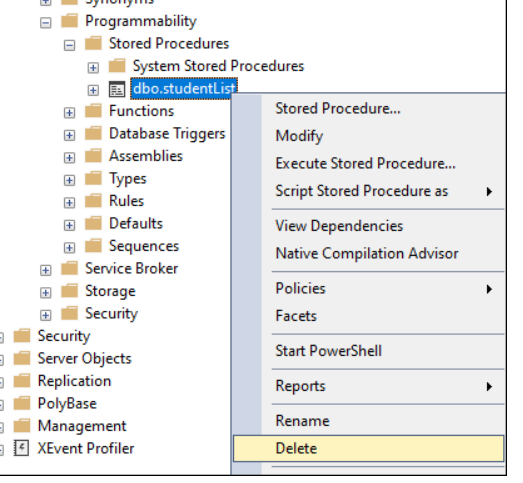 Synonyms
Programmability
Stored Procedures
System Stored Procedures
dbo.studentList
Functions
Database Triggers
Assemblies
Types
Rules
Defaults
Sequences
Service Broker
Storage
Security
Security
Server Objects
Replication
PolyBase
Management
XEvent Profiler
Stored Procedure...
Modify
Execute Stored Procedure...
Script Stored Procedure as
View Dependencies
Native Compilation Advisor
Policies
Facets
Start PowerShell
Reports
Rename
Delete